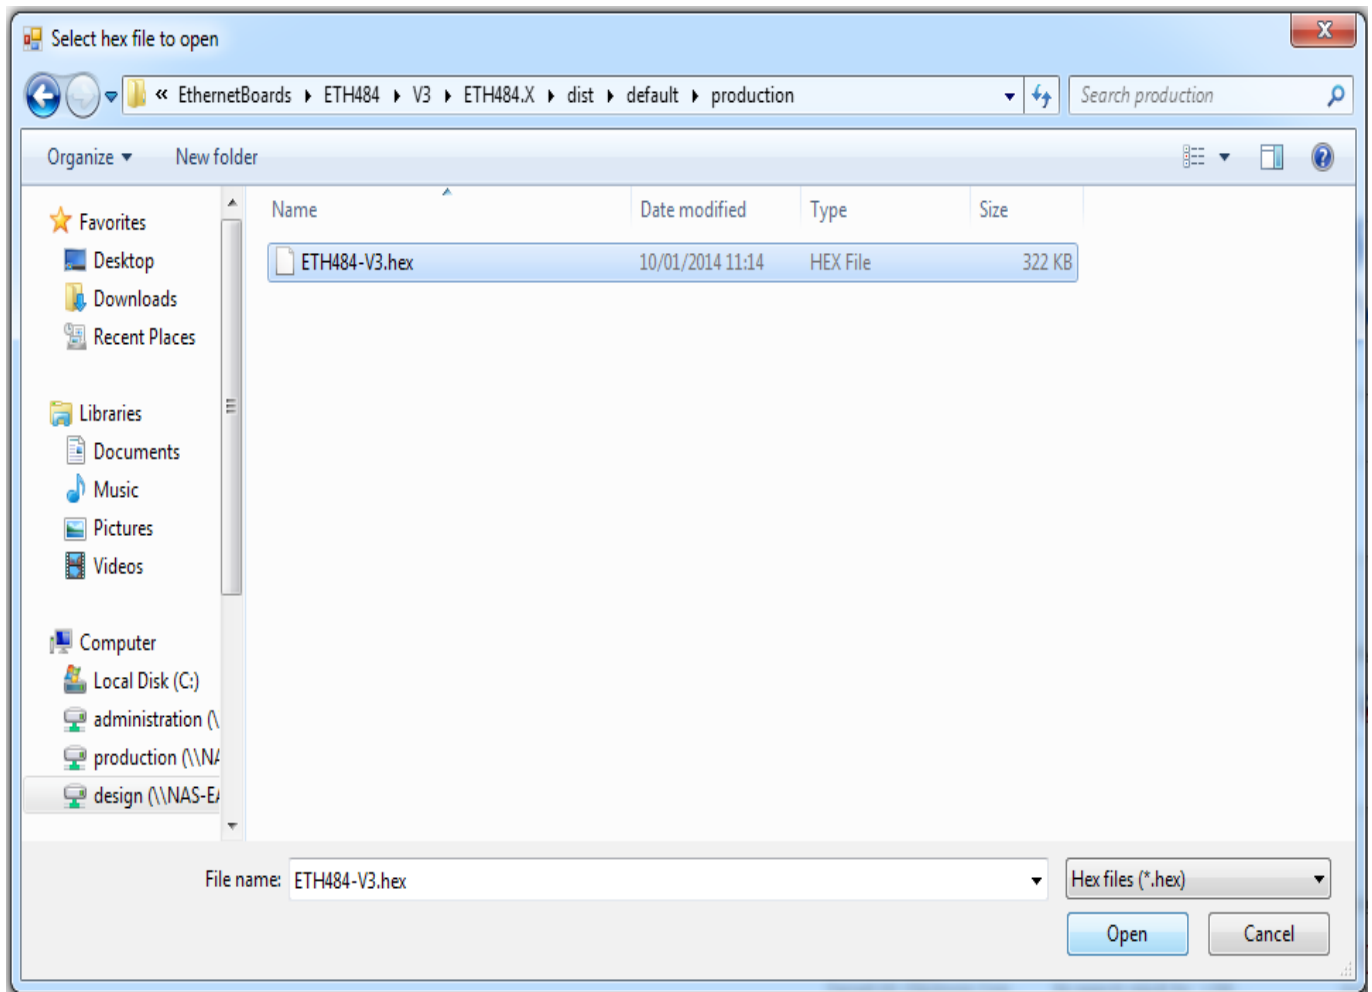 Select hex file to open
X
« EthernetBoards ▸ ETH484 ▸ V3 ▸ ETH484.X ▸ dist ▸ default ▸ production
Search production
Organize ▾ New folder
?
Favorites
Desktop
Downloads
Recent Places
Libraries
Documents
Music
Pictures
Videos
Computer
Local Disk (C:)
administration (\
production (\\NA
design (\\NAS-EA
Name Date modified Type Size
ETH484-V3.hex 10/01/2014 11:14 HEX File 322 KB
File name: ETH484-V3.hex Hex files (*.hex)
Open Cancel